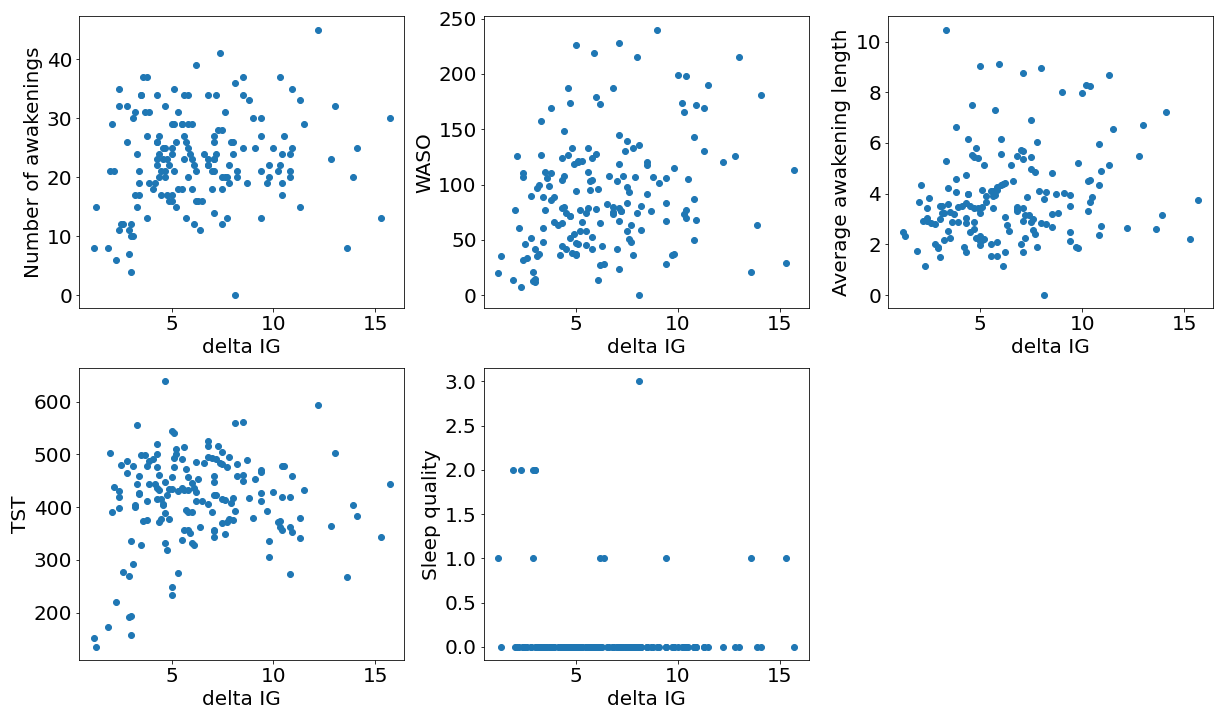 Number of awakenings
40
30
20
10
0
5 10 15
delta IG
WASO
250
200
150
100
50
0
5 10 15
delta IG
Average awakening length
10
8
6
4
2
0
5 10 15
delta IG
TST
600
500
400
300
200
5 10 15
delta IG
Sleep quality
3.0
2.5
2.0
1.5
1.0
0.5
0.0
5 10 15
delta IG